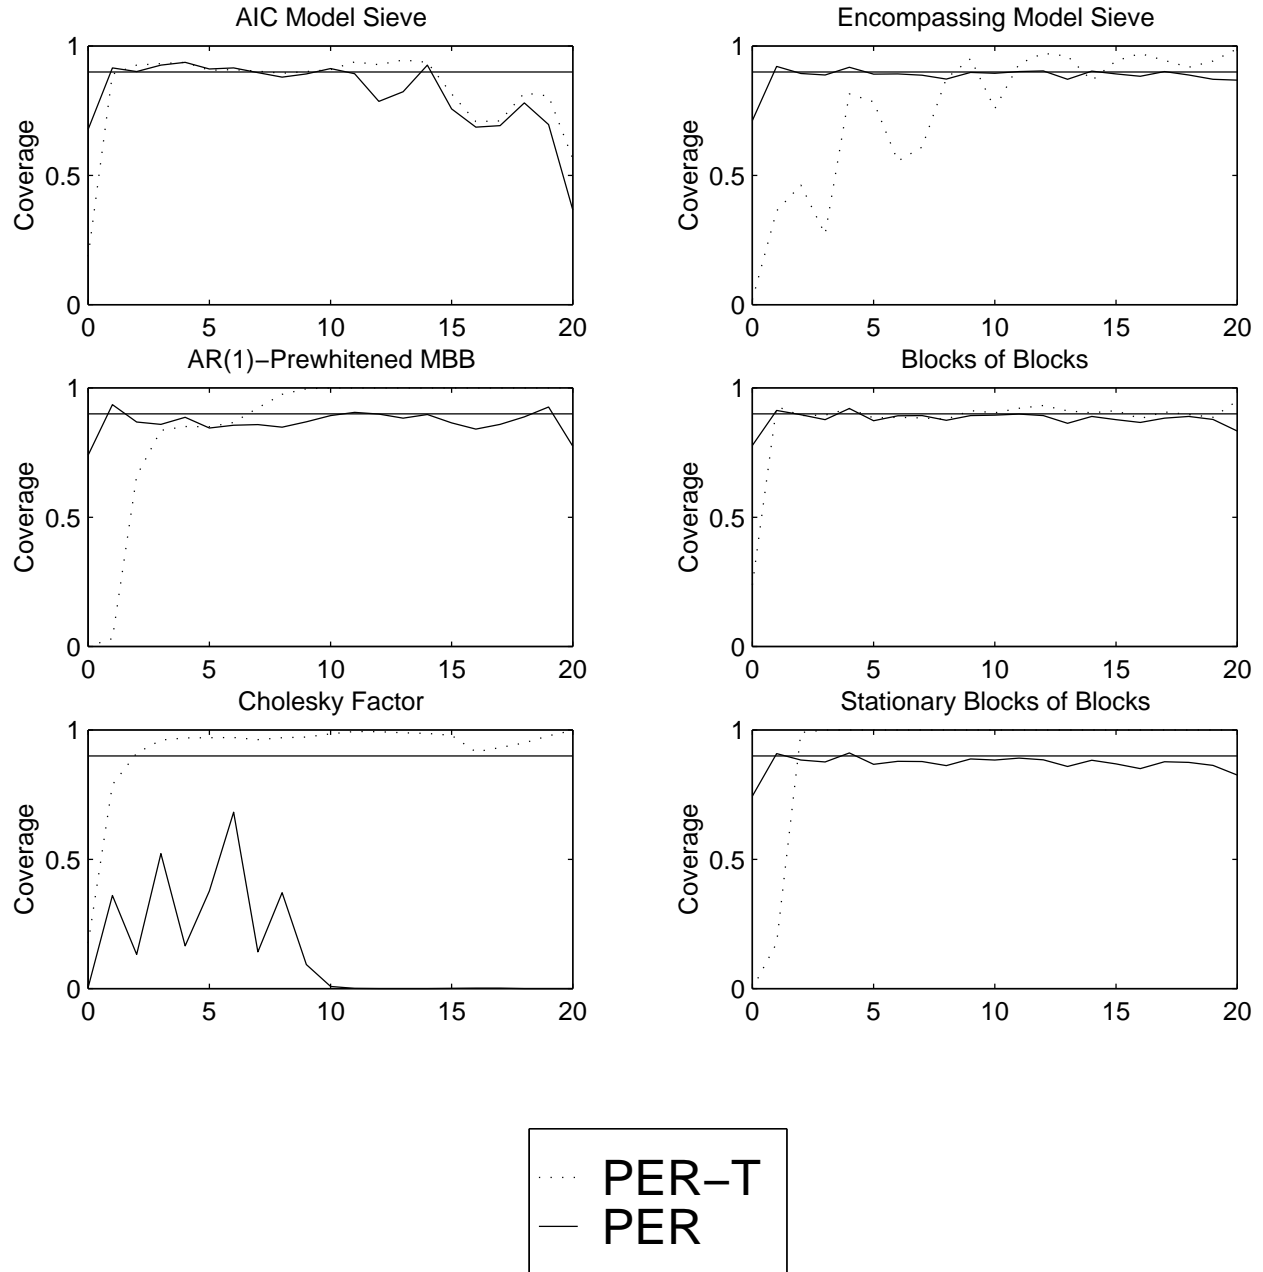 AIC Model Sieve
Coverage
1
0.5
0
0 5 10 15 20
Encompassing Model Sieve
Coverage
1
0.5
0
0 5 10 15 20
AR(1)−Prewhitened MBB
Coverage
1
0.5
0
0 5 10 15 20
Blocks of Blocks
Coverage
1
0.5
0
0 5 10 15 20
Cholesky Factor
Coverage
1
0.5
0
0 5 10 15 20
Stationary Blocks of Blocks
Coverage
1
0.5
0
0 5 10 15 20
PER−T
PER